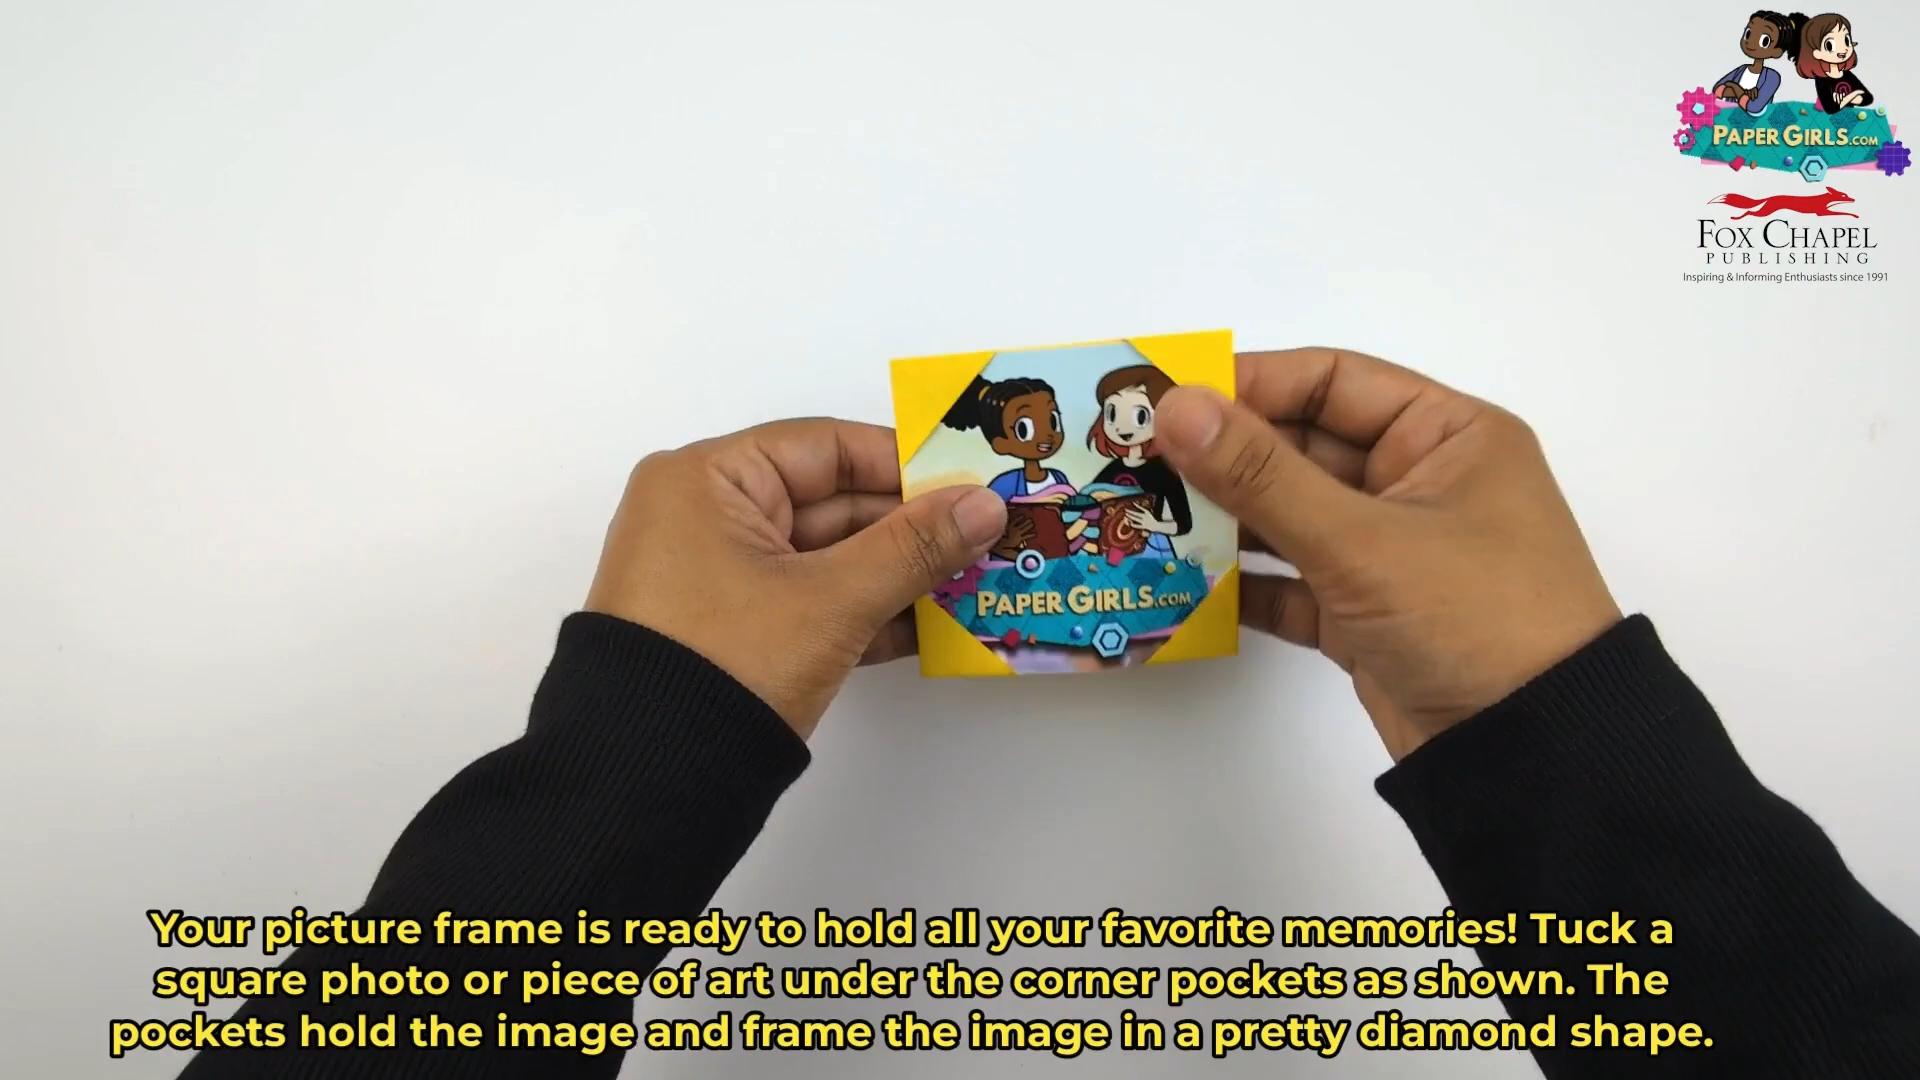 PAPER GIRLS.COM
FOX CHAPEL
PUBLISHING
Inspiring & Informing Enthusiasts since 1991
PAPER GIRLS.COM
Your picture frame is ready to hold all your favorite memories! Tuck a
square photo or piece of art under the corner pockets as shown. The
pockets hold the image and frame the image in a pretty diamond shape.